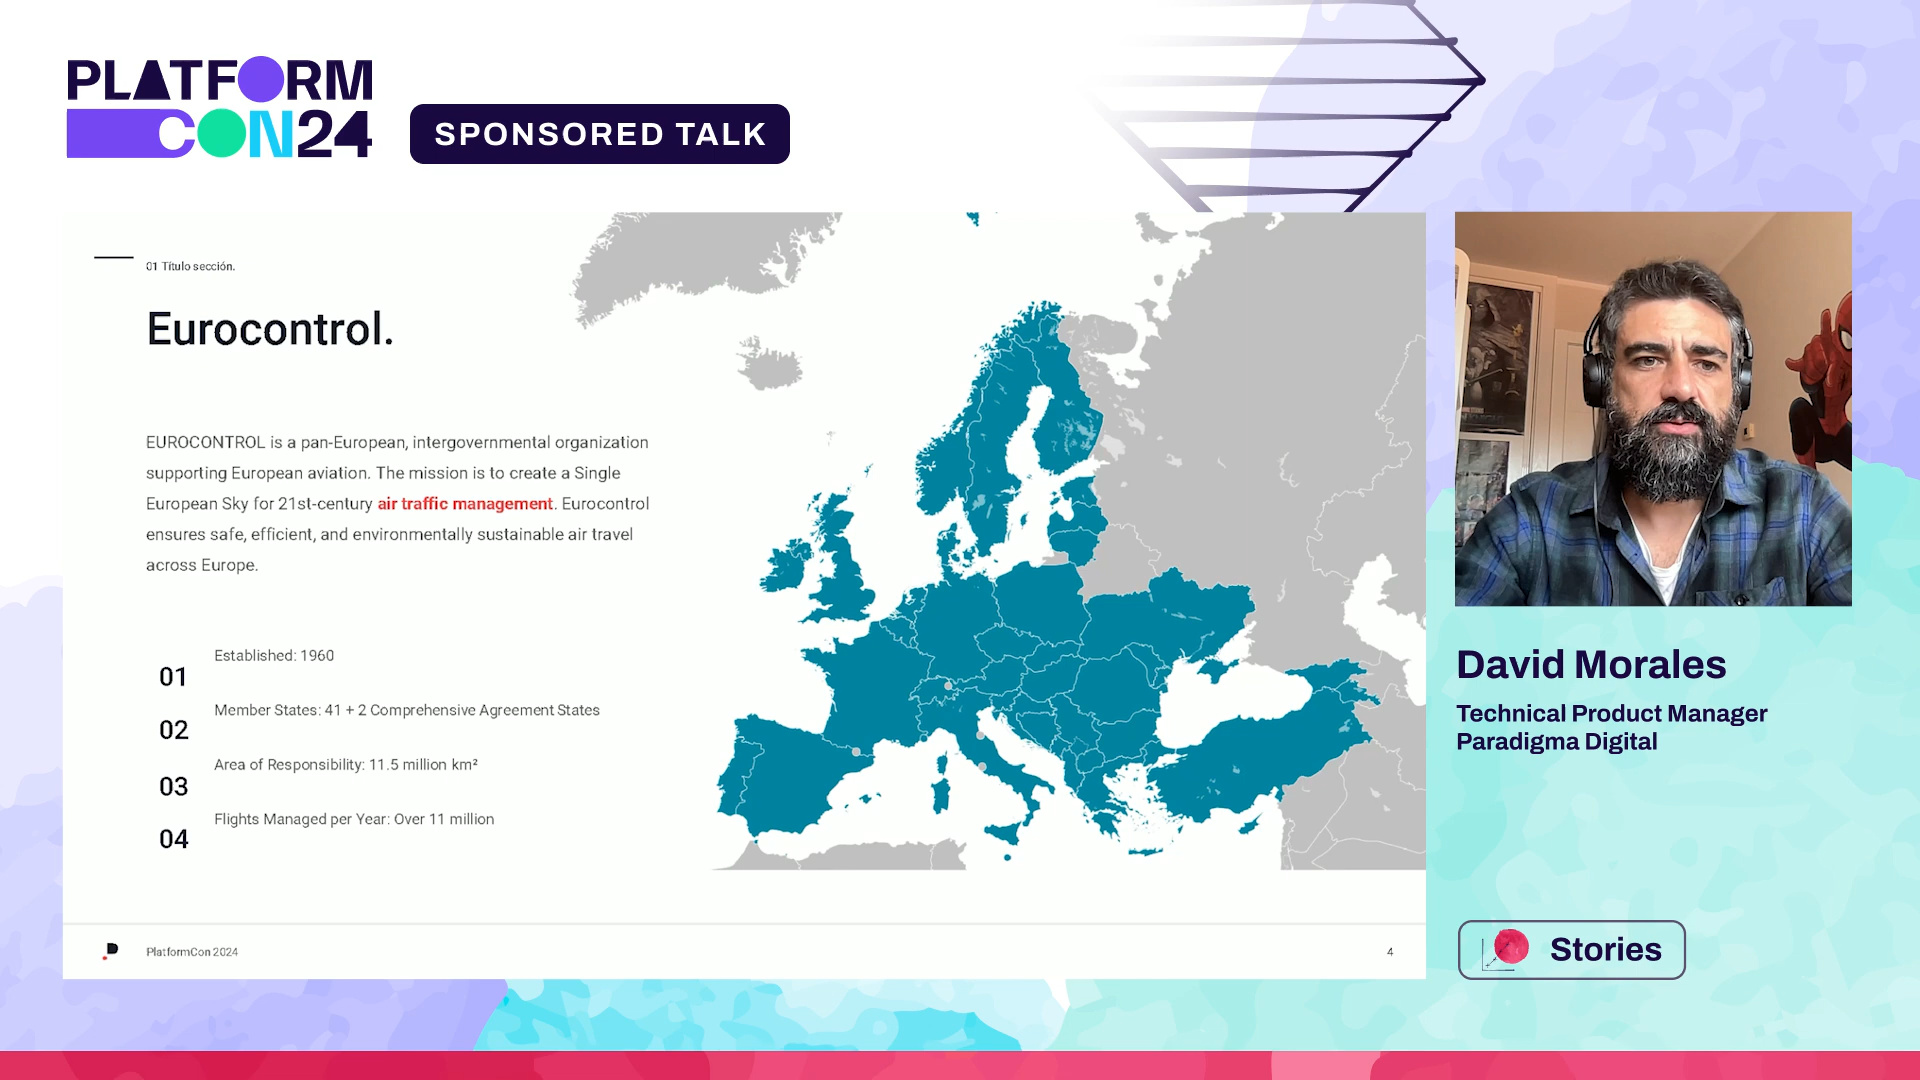 PLATFORM
CON24
SPONSORED TALK
01 Título sección.
Eurocontrol.
EUROCONTROL is a pan-European, intergovernmental organization
supporting European aviation. The mission is to create a Single
European Sky for 21st-century air traffic management. Eurocontrol
ensures safe, efficient, and environmentally sustainable air travel
across Europe.
01
Established: 1960
02
Member States: 41 + 2 Comprehensive Agreement States
03
Area of Responsibility: 11.5 million km²
04
Flights Managed per Year: Over 11 million
PlatformCon 2024
4
David Morales
Technical Product Manager
Paradigma Digital
Stories